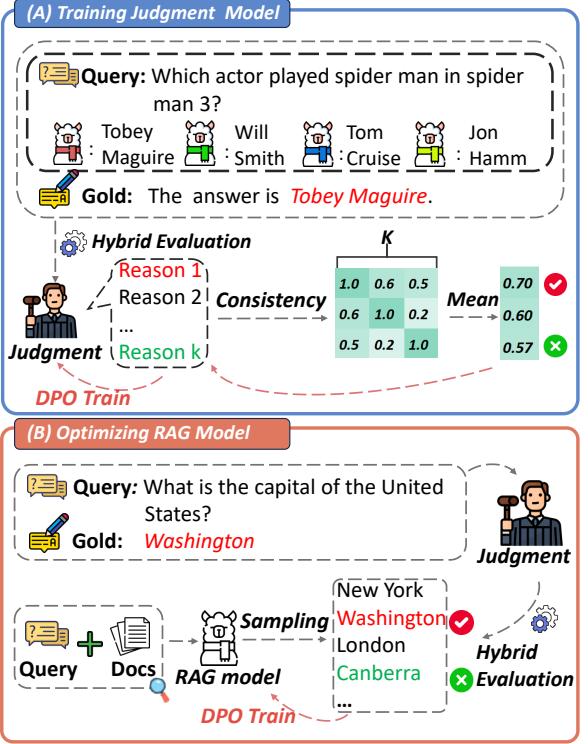 (A) Training Judgment Model
Query: Which actor played spider man in spider
man 3?
: Tobey Maguire
: Will Smith
: Tom Cruise
: Jon Hamm
Gold: The answer is Tobey Maguire.
Hybrid Evaluation
Judgment
Reason 1
Reason 2
...
Reason k
Consistency
K
1.0 0.6 0.5
0.6 1.0 0.2
0.5 0.2 1.0
Mean
0.70
0.60
0.57
DPO Train
(B) Optimizing RAG Model
Query: What is the capital of the United
States?
Gold: Washington
Judgment
Query
Docs
RAG model
Sampling
New York
Washington
London
Canberra
...
Hybrid
Evaluation
DPO Train